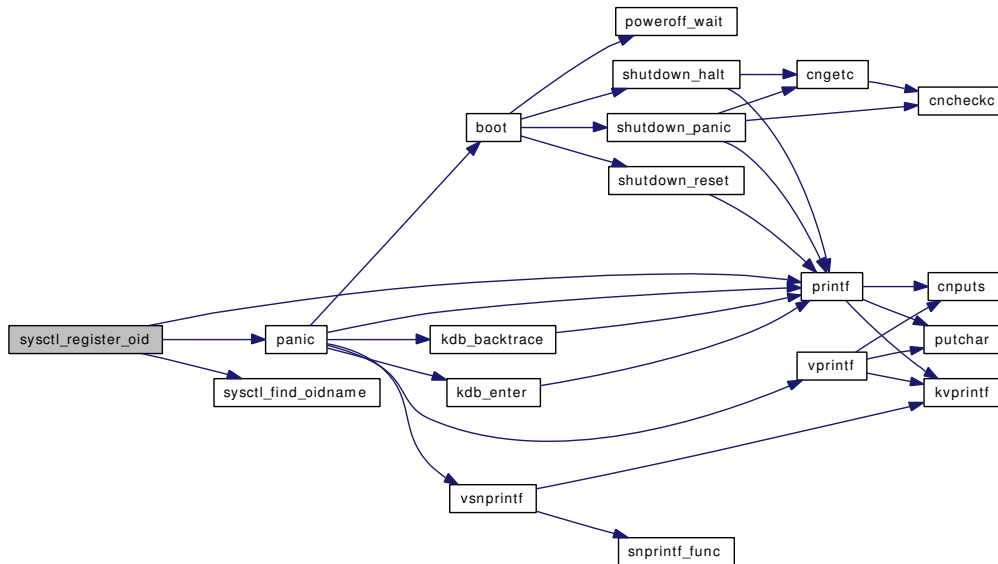 poweroff_wait
shutdown_halt
cngetc
cncheckc
boot
shutdown_panic
shutdown_reset
printf
cnputs
sysctl_register_oid
panic
kdb_backtrace
putchar
vprintf
sysctl_find_oidname
kdb_enter
kvprintf
vsnprintf
snprintf_func